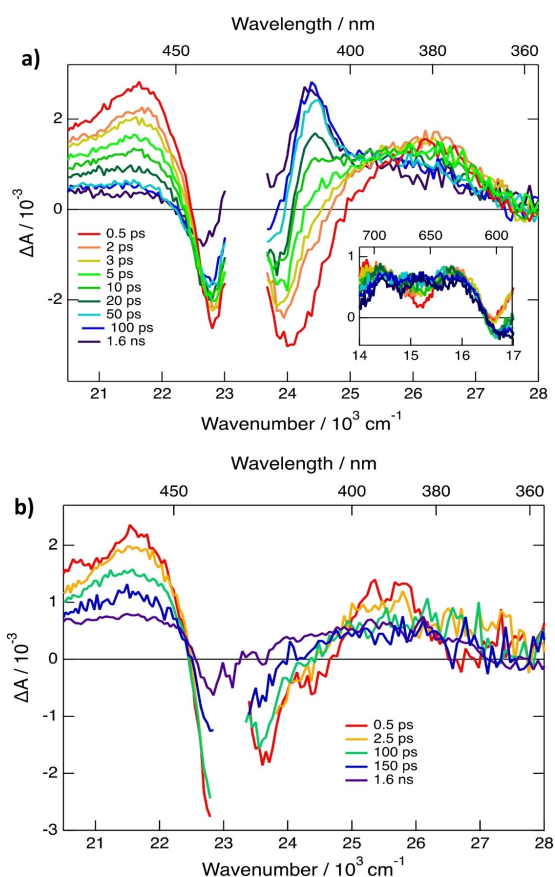 Wavelength / nm
450 400 380 360
a)
2
0
-2
ΔA / 10⁻³
0.5 ps
2 ps
3 ps
5 ps
10 ps
20 ps
50 ps
100 ps
1.6 ns
700 650 600
1
0
14 15 16 17
21 22 23 24 25 26 27 28
Wavenumber / 10³ cm⁻¹
Wavelength / nm
450 400 380 360
b)
2
1
0
-1
-2
-3
ΔA / 10⁻³
0.5 ps
2.5 ps
100 ps
150 ps
1.6 ns
21 22 23 24 25 26 27 28
Wavenumber / 10³ cm⁻¹